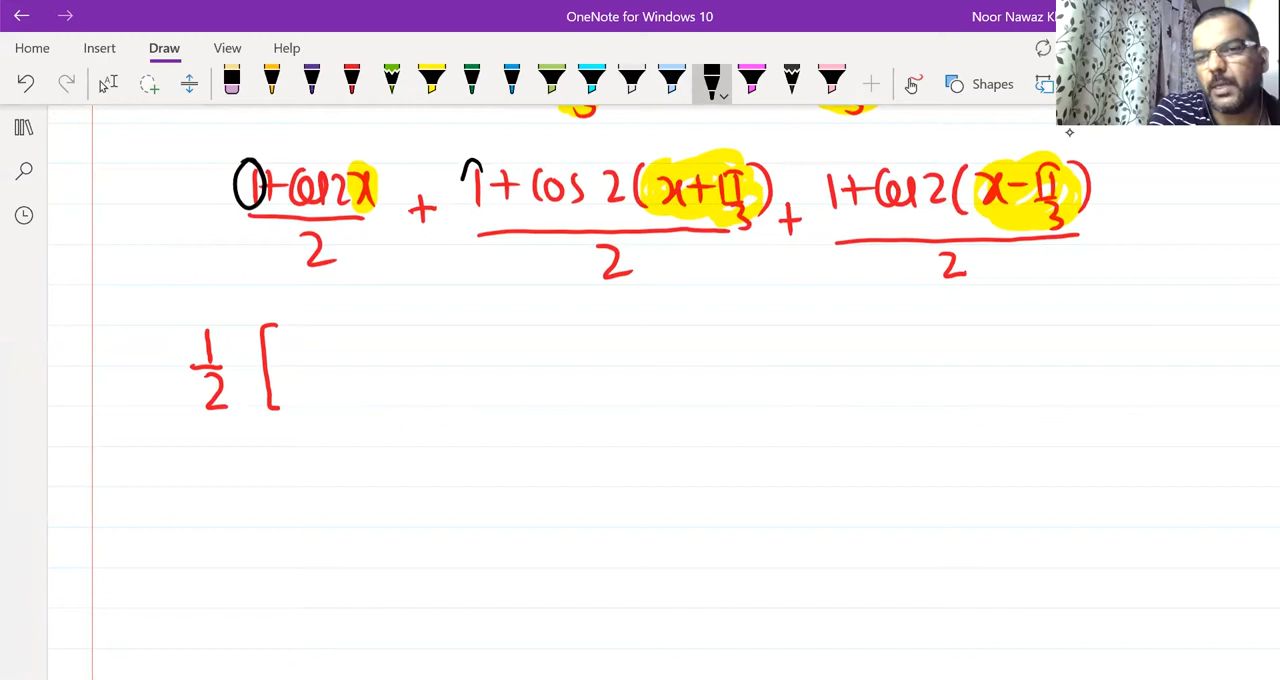 OneNote for Windows 10
Noor Nawaz K
Home Insert Draw View Help
Shapes
(1+Cos2x)/2 + (1+Cos 2(x+π/3))/2 + (1+Cos2(x-π/3))/2
1/2 [